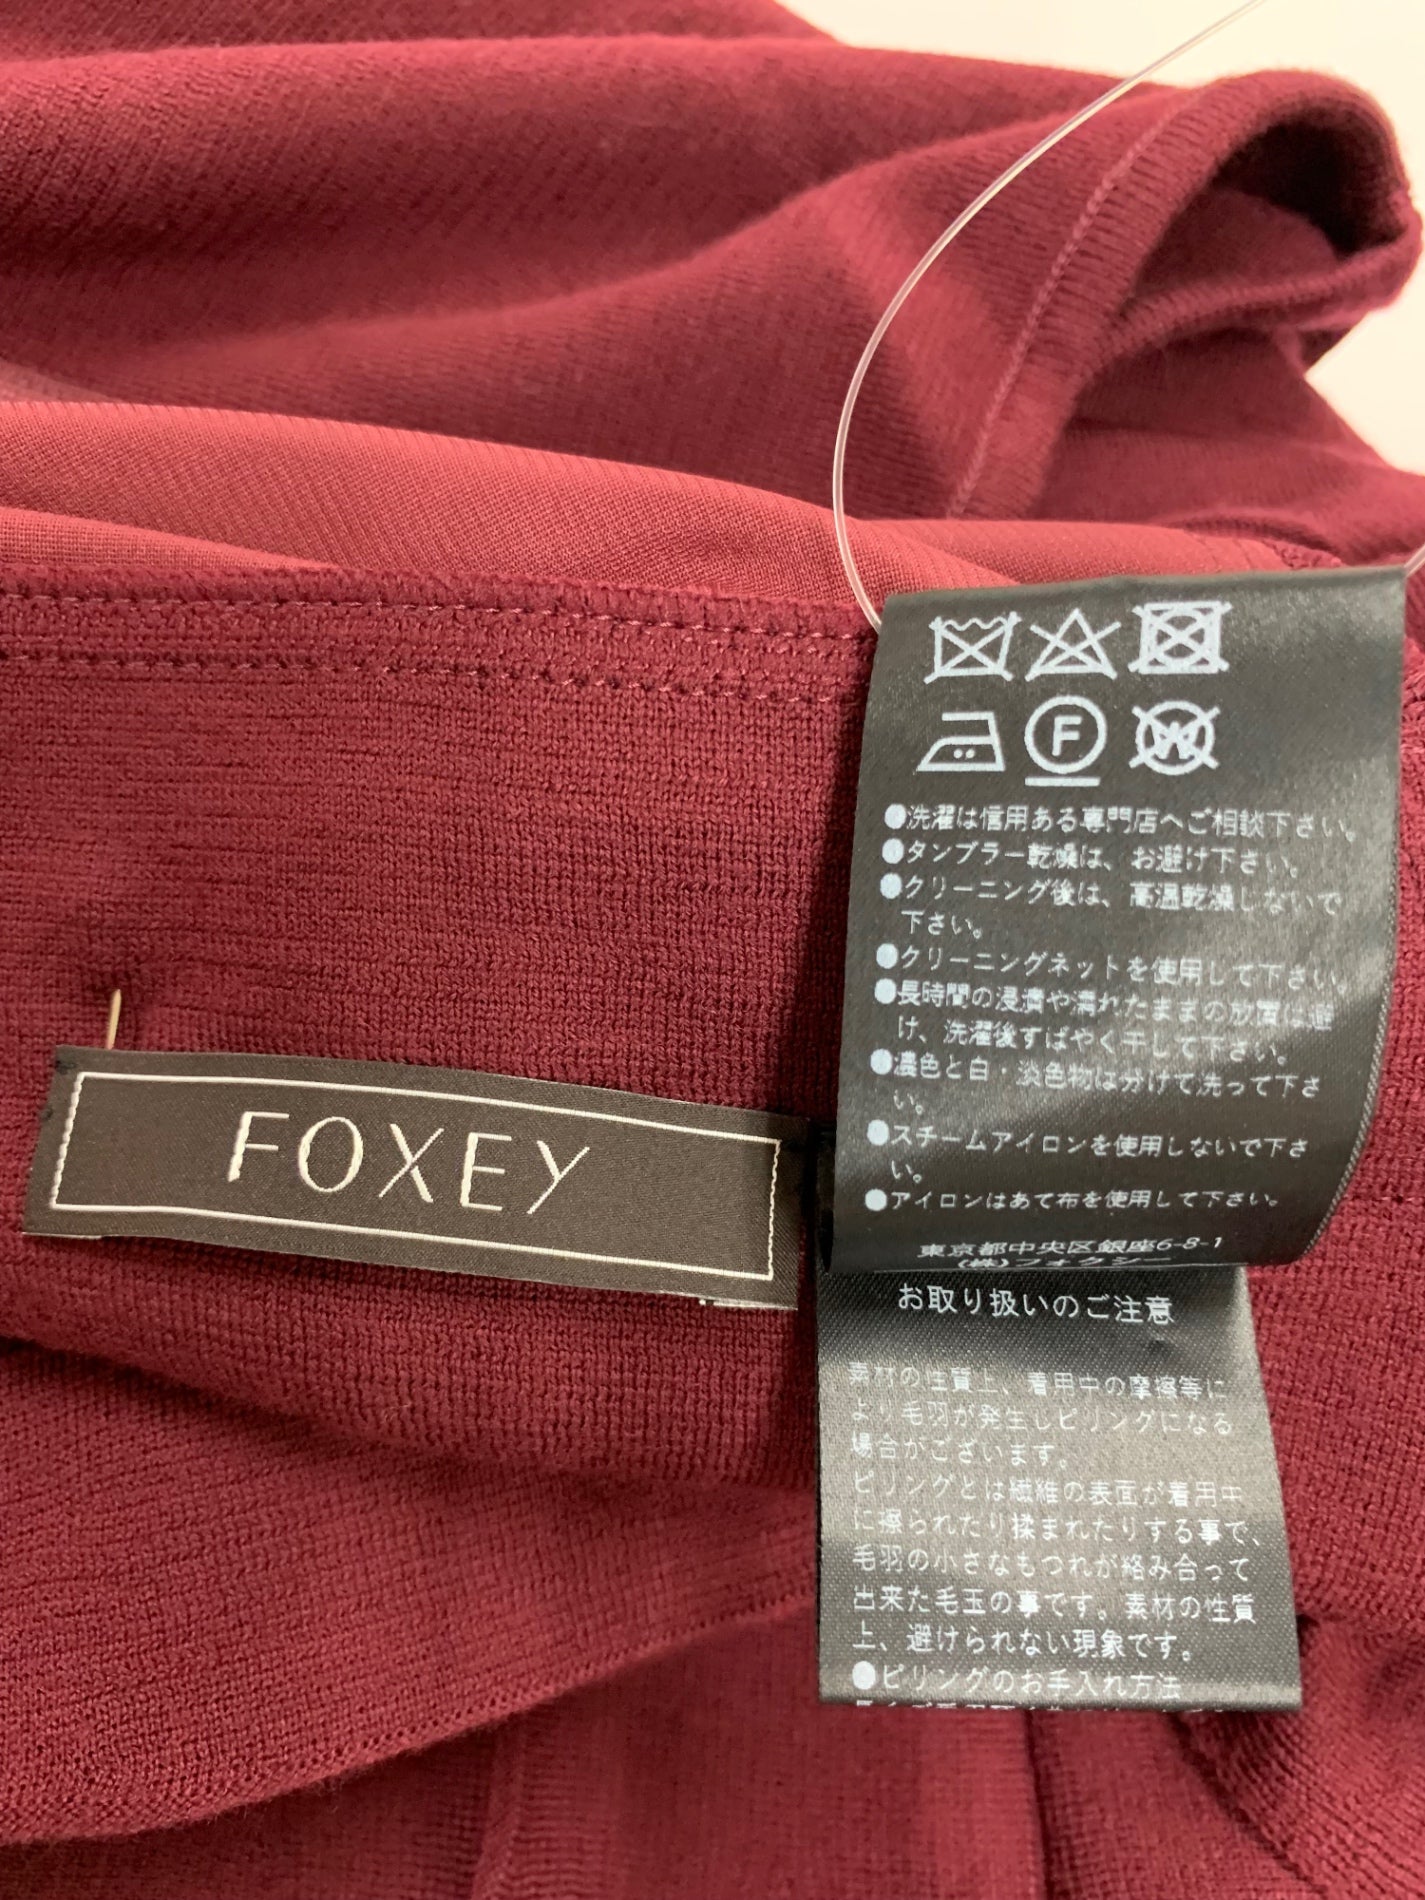 F
W
●洗濯は信用ある専門店へご相談下さい。
●タンブラー乾燥は、お避け下さい。
●クリーニング後は、高温乾燥しないで
下さい。
●クリーニングネットを使用して下さい。
●長時間の浸漬や濡れたままの放置は避
け、洗濯後すばやく干して下さい。
●濃色と白・淡色物は分けて洗って下さ
い。
●スチームアイロンを使用しないで下さ
い。
●アイロンはあて布を使用して下さい。
東京都中央区銀座6-8-1
(株)フォクシー
FOXEY
お取り扱いのご注意
素材の性質上、着用中の摩擦等に
より毛羽が発生しピリングになる
場合がございます。
ピリングとは繊維の表面が着用中
に擦られたり揉まれたりする事で、
毛羽の小さなもつれが絡み合って
出来た毛玉の事です。素材の性質
上、避けられない現象です。
●ピリングのお手入れ方法